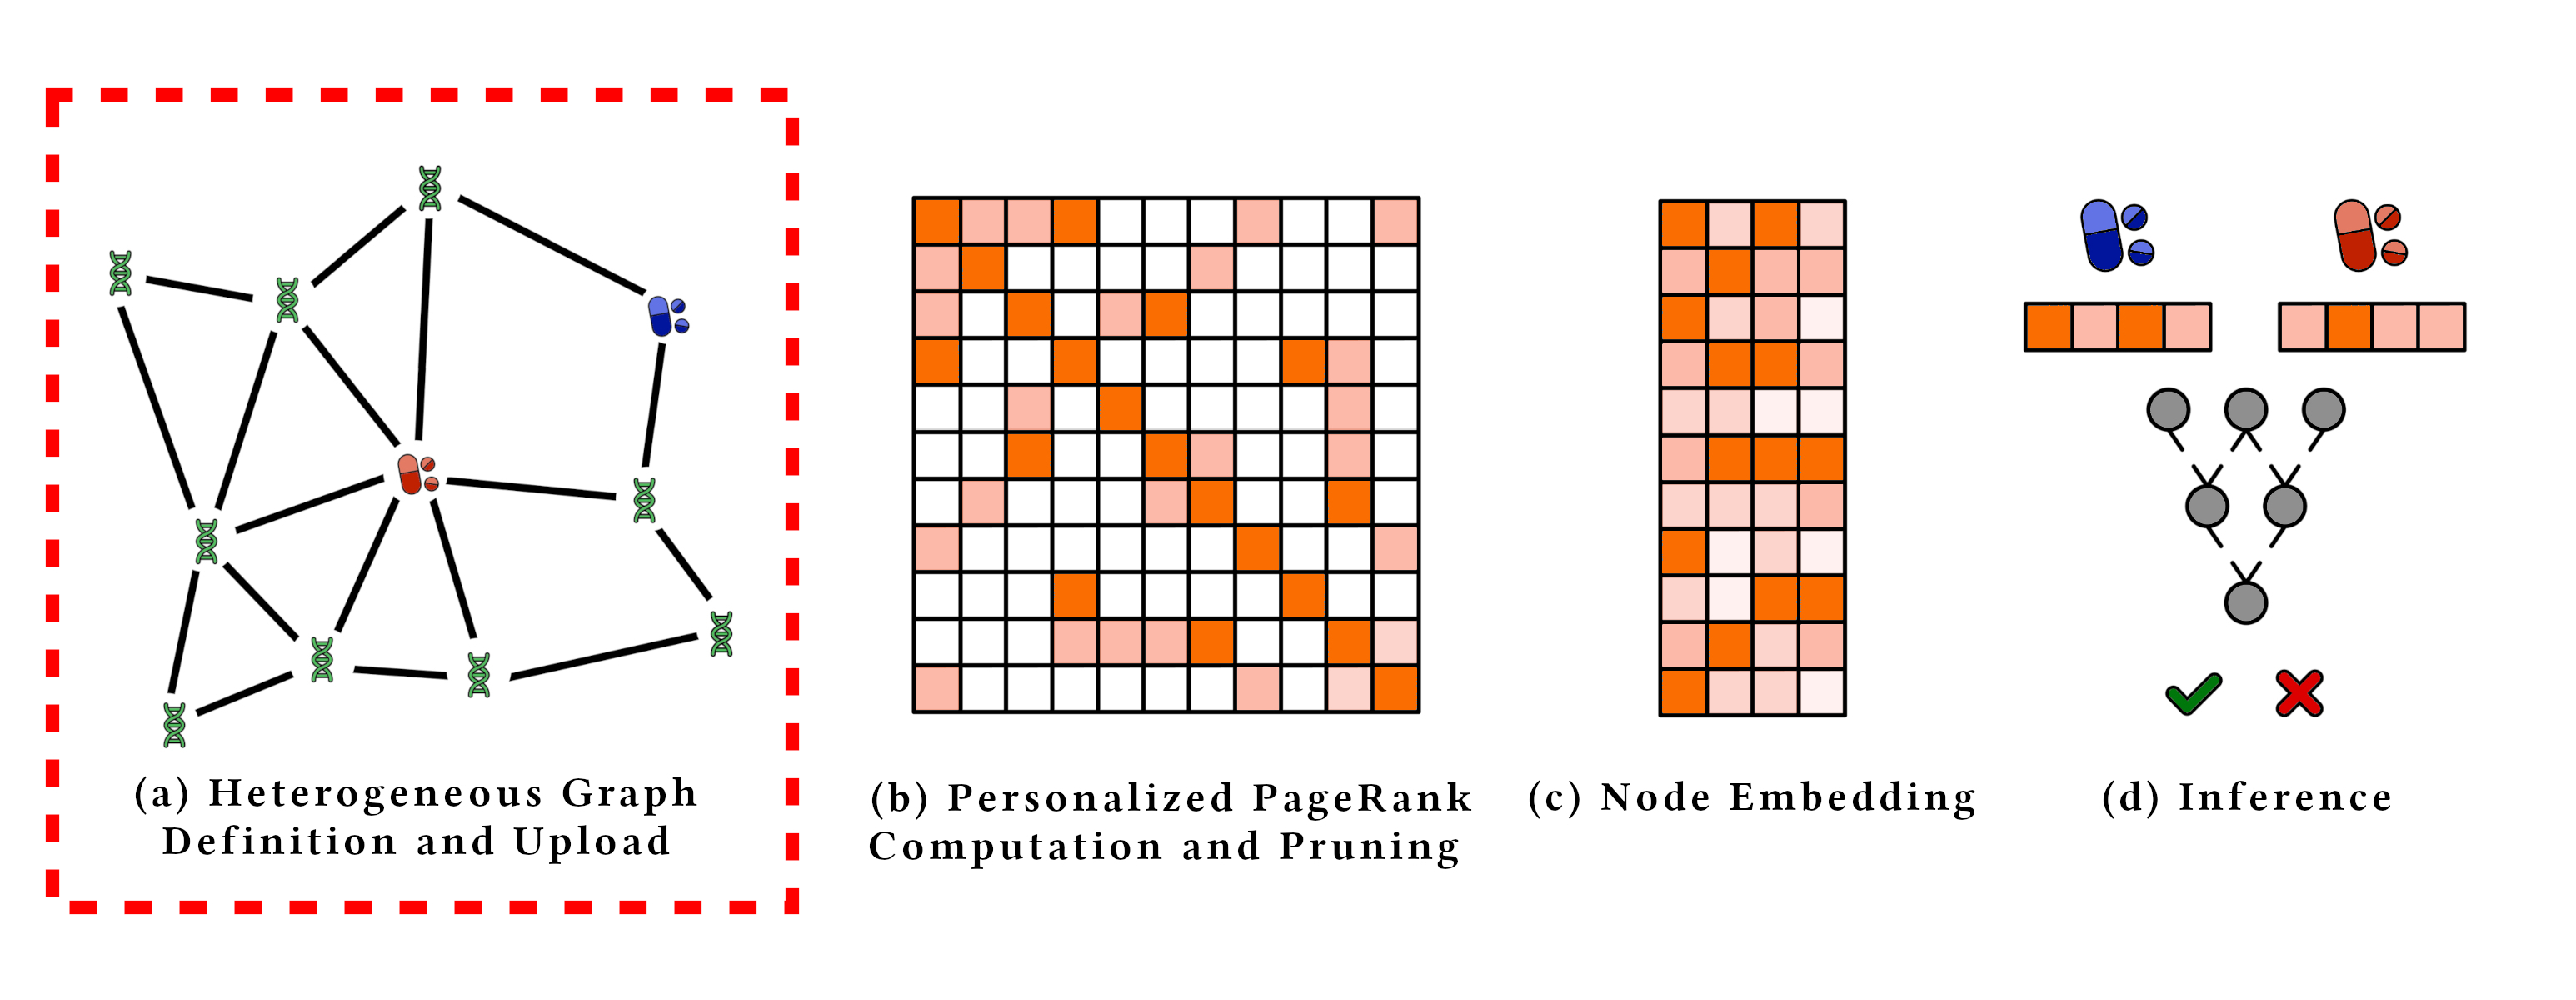 (a) Heterogeneous Graph
Definition and Upload
(b) Personalized PageRank
Computation and Pruning
(c) Node Embedding
(d) Inference